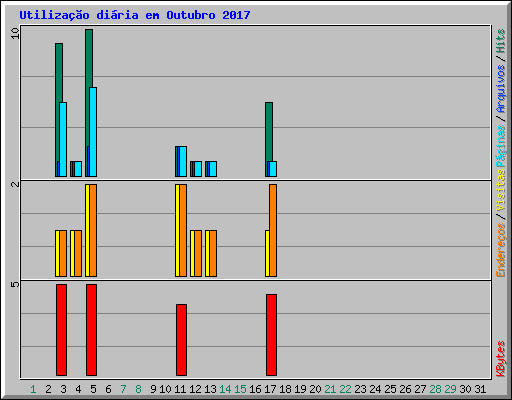 Utilização diária em Outubro 2017
10
2
5
Endereços / Visitas Páginas / Arquivos / Hits
KBytes
1 2 3 4 5 6 7 8 9 10 11 12 13 14 15 16 17 18 19 20 21 22 23 24 25 26 27 28 29 30 31